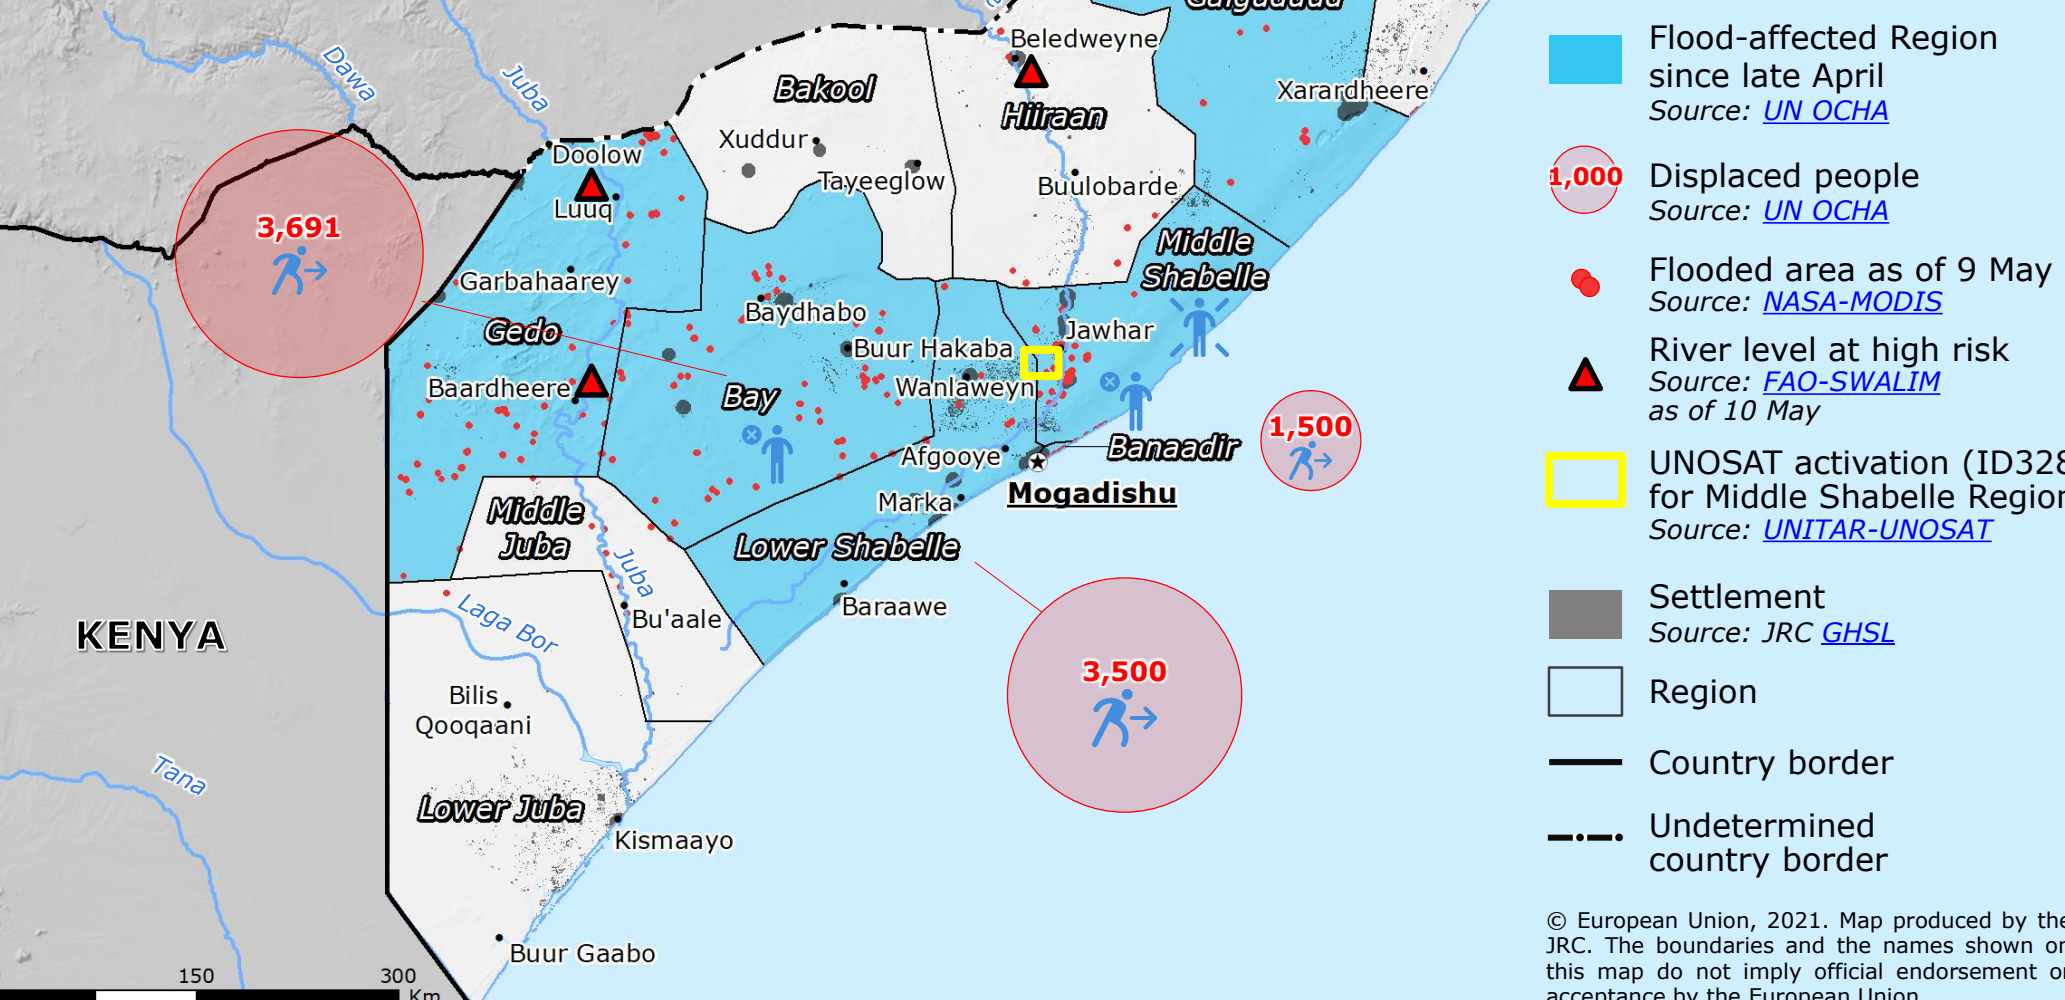 Beledweyne
Bakool
Hiiraan
Xarardheere
Dawa
Juba
Xuddur
Doolow
Tayeeglow
Buulobarde
Luuq
3,691
Middle
Shabelle
Garbahaarey
Baydhabo
Gedo
Jawhar
Buur Hakaba
Baardheere
Wanlaweyn
Bay
1,500
Afgooye
Banaadir
Mogadishu
Marka
Middle
Juba
Lower Shabelle
Juba
Baraawe
Bu'aale
Laga Bor
KENYA
3,500
Bilis
Qooqaani
Tana
Lower Juba
Kismaayo
Buur Gaabo
150
300
Km
Flood-affected Region
since late April
Source: UN OCHA
1,000
Displaced people
Source: UN OCHA
Flooded area as of 9 May
Source: NASA-MODIS
River level at high risk
Source: FAO-SWALIM
as of 10 May
UNOSAT activation (ID328
for Middle Shabelle Region
Source: UNITAR-UNOSAT
Settlement
Source: JRC GHSL
Region
Country border
Undetermined
country border
© European Union, 2021. Map produced by the
JRC. The boundaries and the names shown on
this map do not imply official endorsement or
acceptance by the European Union